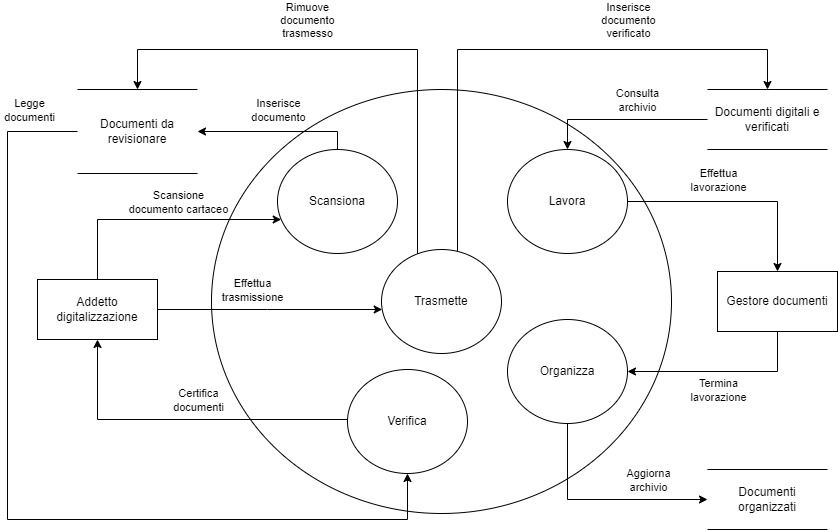 Rimuove
documento
trasmesso
Inserisce
documento
verificato
Legge
documenti
Documenti da
revisionare
Inserisce
documento
Consulta
archivio
Documenti digitali e
verificati
Scansione
documento cartaceo
Scansiona
Lavora
Effettua
lavorazione
Addetto
digitalizzazione
Effettua
trasmissione
Trasmette
Gestore documenti
Organizza
Termina
lavorazione
Certifica
documenti
Verifica
Aggiorna
archivio
Documenti
organizzati